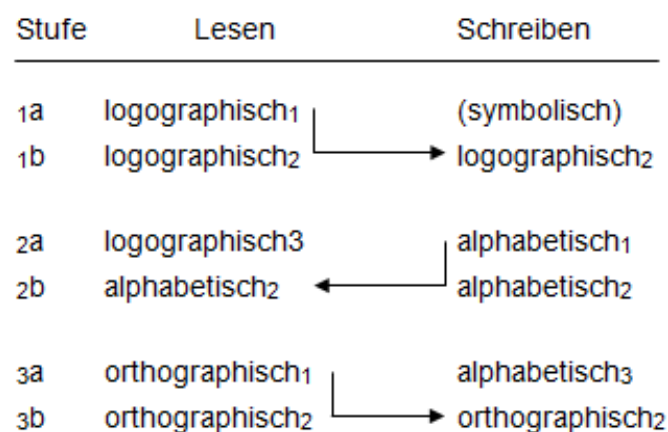 Stufe Lesen Schreiben
1a logographisch1 (symbolisch)
1b logographisch2 logographisch2
2a logographisch3 alphabetisch1
2b alphabetisch2 alphabetisch2
3a orthographisch1 alphabetisch3
3b orthographisch2 orthographisch2